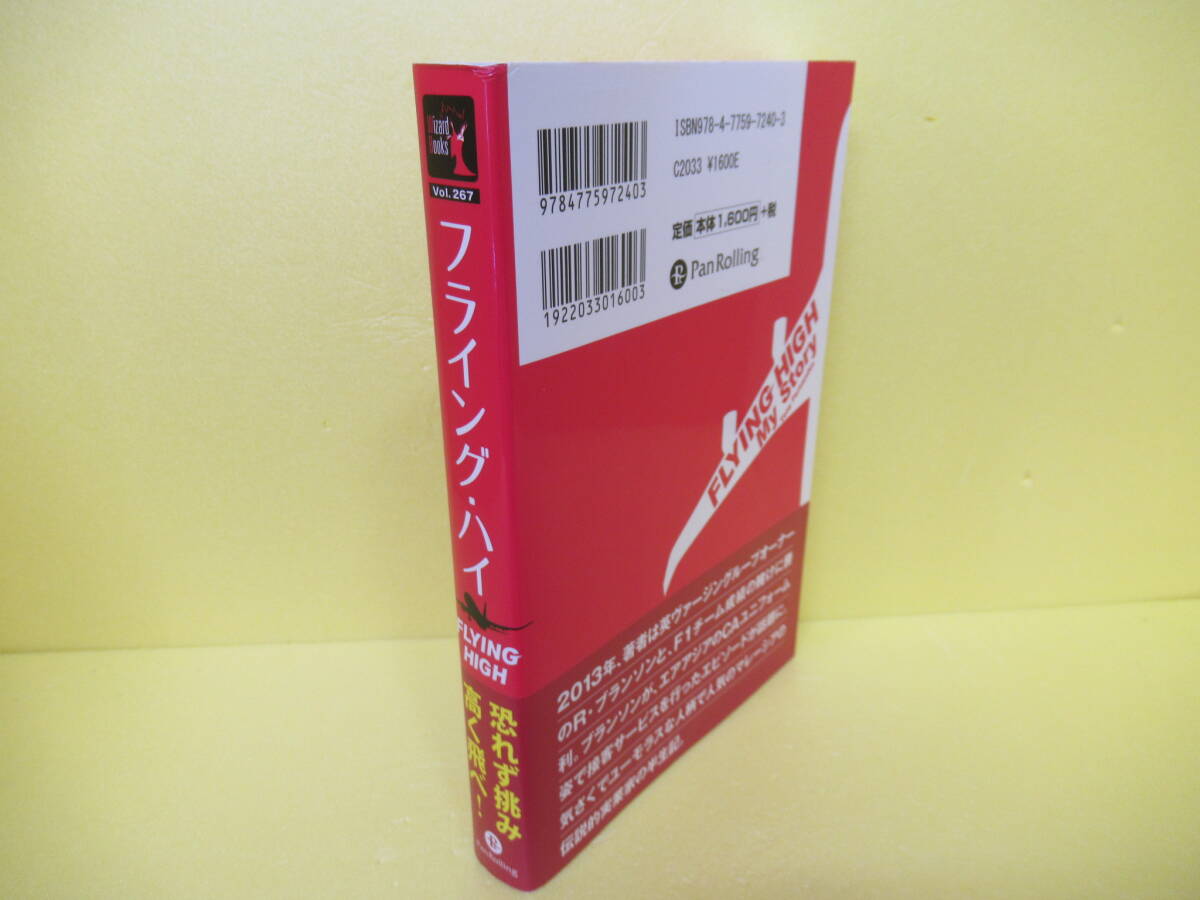 Wizard
Books
Vol.267
フライング・ハイ
FLYING
HIGH
恐れず挑み
高く飛べ！
PanRolling
ISBN978-4-7759-7240-3
C2033 ¥1600E
9784775972403
定価 本体1,600円 +税
PanRolling
1922033016003
FLYING HIGH
My Story
2013年、著者は英ヴァージングループオーナー
のR・ブランソンと、F1チーム成績の賭けに勝
利。ブランソンが、エアアジアのCAユニフォーム
姿で接客サービスを行ったエピソードが話題に。
気さくでユーモラスな人柄で人気のマレーシアの
伝説的実業家の半生記。